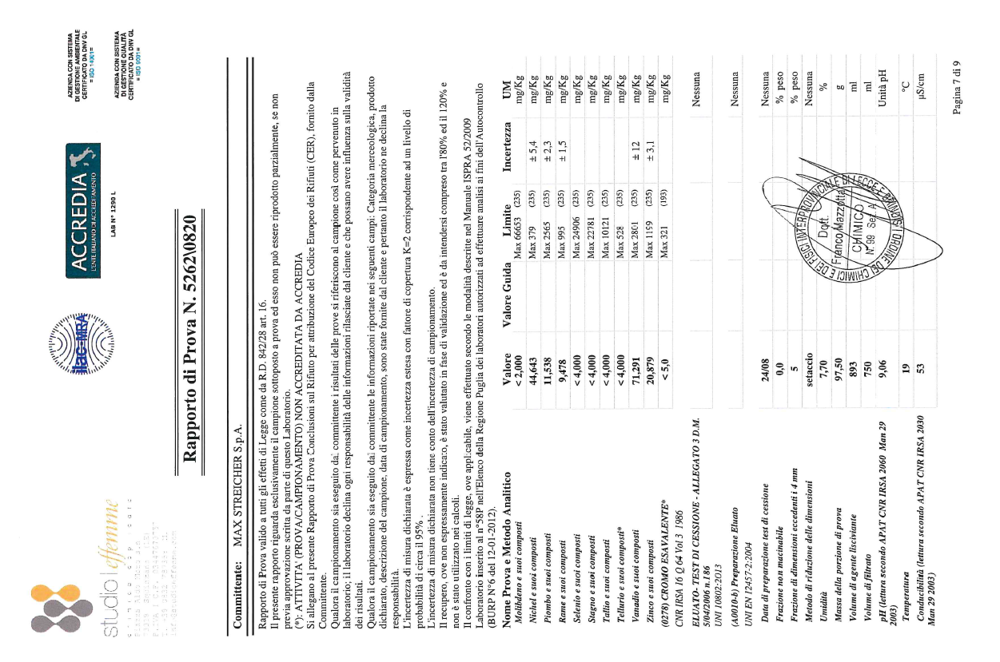 studio effemme
chimica applicata
ilac-MRA
ACCREDIA
L'ENTE ITALIANO DI ACCREDITAMENTO
LAB N° 1290 L
AZIENDA CON SISTEMA
DI GESTIONE AMBIENTALE
CERTIFICATO DA DNV GL
= ISO 14001 =
AZIENDA CON SISTEMA
DI GESTIONE QUALITÀ
CERTIFICATO DA DNV GL
= ISO 9001 =
Rapporto di Prova N. 5262\0820
Committente: MAX STREICHER S.p.A.
Rapporto di Prova valido a tutti gli effetti di Legge come da R.D. 842/28 art. 16.
Il presente rapporto riguarda esclusivamente il campione sottoposto a prova ed esso non può essere riprodotto parzialmente, se non
previa approvazione scritta da parte di questo Laboratorio.
(*): ATTIVITA' (PROVA/CAMPIONAMENTO) NON ACCREDITATA DA ACCREDIA
Si allegano al presente Rapporto di Prova Conclusioni sul Rifiuto per attribuzione del Codice Europeo dei Rifiuti (CER), fornito dalla
Committente.
Qualora il campionamento sia eseguito dal committente i risultati delle prove si riferiscono al campione così come pervenuto in
laboratorio; il laboratorio declina ogni responsabilità delle informazioni rilasciate dal cliente e che possano avere influenza sulla validità
dei risultati.
Qualora il campionamento sia eseguito dal committente le informazioni riportate nei seguenti campi: Categoria merceologica, prodotto
dichiarato, descrizione del campione, data di campionamento, sono state fornite dal cliente e pertanto il laboratorio ne declina la
responsabilità.
L'incertezza di misura dichiarata è espressa come incertezza estesa con fattore di copertura K=2 corrispondente ad un livello di
probabilità di circa il 95% .
L'incertezza di misura dichiarata non tiene conto dell'incertezza di campionamento.
Il recupero, ove non espressamente indicato, è stato valutato in fase di validazione ed è da intendersi compreso tra l'80% ed il 120% e
non è stato utilizzato nei calcoli.
Il confronto con i limiti di legge, ove applicabile, viene effettuato secondo le modalità descritte nel Manuale ISPRA 52/2009
Laboratorio inserito al n°58P nell'Elenco della Regione Puglia dei laboratori autorizzati ad effettuare analisi ai fini dell'Autocontrollo
(BURP N°6 del 12-01-2012).
Nome Prova e Metodo Analitico Valore Valore Guida Limite Incertezza UM
Molibdeno e suoi composti < 2,000 Max 66653 (235) mg/Kg
Nichel e suoi composti 44,643 Max 379 (235) ± 5,4 mg/Kg
Piombo e suoi composti 11,538 Max 2565 (235) ± 2,3 mg/Kg
Rame e suoi composti 9,478 Max 995 (235) ± 1,5 mg/Kg
Selenio e suoi composti < 4,000 Max 24906 (235) mg/Kg
Stagno e suoi composti < 4,000 Max 22781 (235) mg/Kg
Tallio e suoi composti < 4,000 Max 10121 (235) mg/Kg
Tellurio e suoi composti* < 4,000 Max 528 (235) mg/Kg
Vanadio e suoi composti 71,291 Max 2801 (235) ± 12 mg/Kg
Zinco e suoi composti 20,879 Max 1199 (235) ± 3,1 mg/Kg
(0278) CROMO ESAVALENTE* < 5,0 Max 321 (193) mg/Kg
CNR IRSA 16 Q 64 Vol 3 1986
ELUATO- TEST DI CESSIONE - ALLEGATO 3 D.M. Nessuna
5/04/2006 n.186
UNI 10802:2013
(A0010-b) Preparazione Eluato Nessuna
UNI EN 12457-2:2004
Data di preparazione test di cessione 24/08 Nessuna
Frazione non macinabile 0,0 % peso
Frazione di dimensioni eccedenti i 4 mm 5 % peso
Metodo di riduzione delle dimensioni setaccio Nessuna
Umidità 7,70 %
Massa della porzione di prova 97,50 g
Volume di agente lisciviante 893 ml
Volume di filtrato 750 ml
pH (lettura secondo APAT CNR IRSA 2060 Man 29 9,06 Unità pH
2003)
Temperatura 19 °C
Conducibilità (lettura secondo APAT CNR IRSA 2030 53 µS/cm
Man 29 2003)
ORDINE DEI CHIMICI E DEI FISICI INTERPROVINCIALE DI LECCE E BRINDISI
Dott.
Franco Mazzotta
CHIMICO
N. 99 Sez. A
Pagina 7 di 9